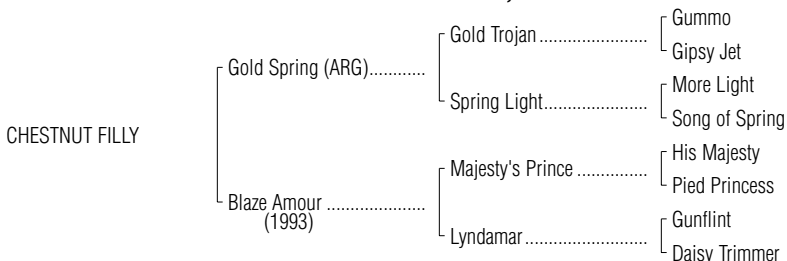 Gummo
Gold Trojan ........................
Gipsy Jet
Gold Spring (ARG)............
More Light
Spring Light.......................
Song of Spring
CHESTNUT FILLY
His Majesty
Majesty's Prince ...............
Pied Princess
Blaze Amour .....................
(1993)
Gunflint
Lyndamar...........................
Daisy Trimmer